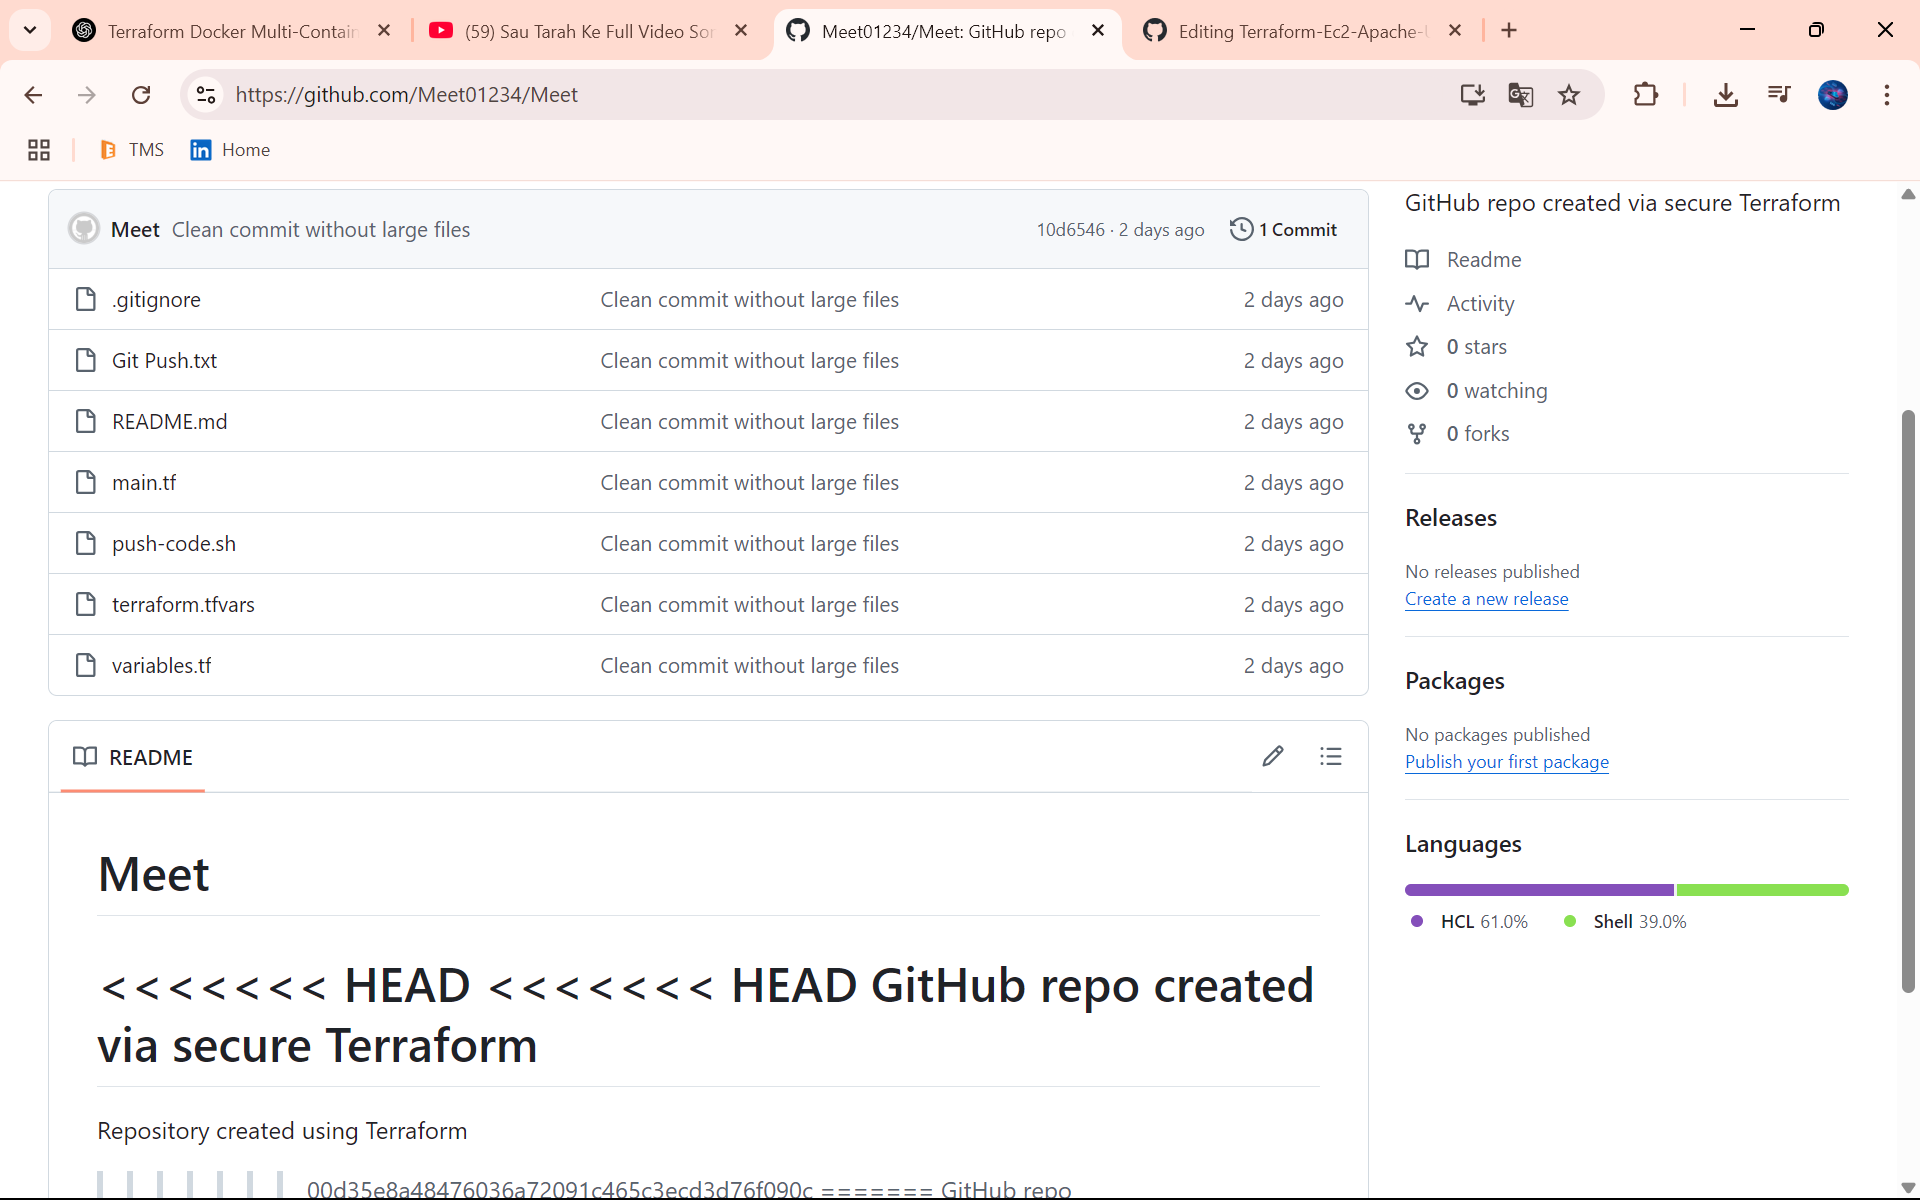 Terraform Docker Multi-Contain
(59) Sau Tarah Ke Full Video Sor
Meet01234/Meet: GitHub repo
Editing Terraform-Ec2-Apache-
https://github.com/Meet01234/Meet
TMS
Home
Meet Clean commit without large files 10d6546 · 2 days ago 1 Commit
.gitignore Clean commit without large files 2 days ago
Git Push.txt Clean commit without large files 2 days ago
README.md Clean commit without large files 2 days ago
main.tf Clean commit without large files 2 days ago
push-code.sh Clean commit without large files 2 days ago
terraform.tfvars Clean commit without large files 2 days ago
variables.tf Clean commit without large files 2 days ago
README
Meet
<<<<<<< HEAD <<<<<<< HEAD GitHub repo created
via secure Terraform
Repository created using Terraform
00d35e8a48476036a72091c465c3ecd3d76f090c ======= GitHub repo
GitHub repo created via secure Terraform
Readme
Activity
0 stars
0 watching
0 forks
Releases
No releases published
Create a new release
Packages
No packages published
Publish your first package
Languages
HCL 61.0% Shell 39.0%